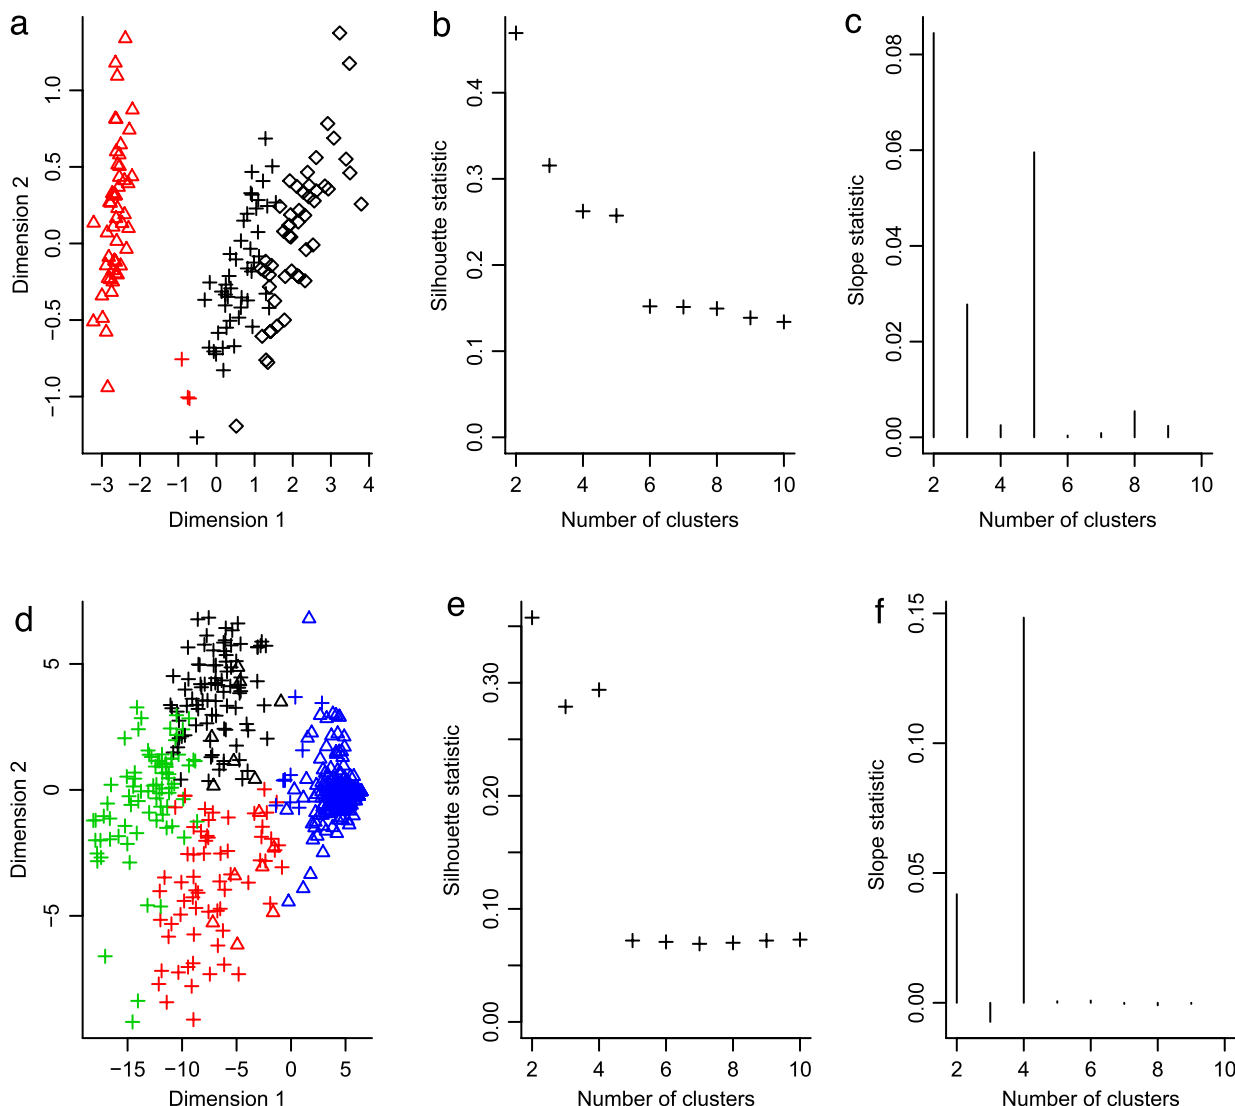 a
Dimension 2
1.0
0.5
0.0
−0.5
−1.0
−3 −2 −1 0 1 2 3 4
Dimension 1
b
Silhouette statistic
0.4
0.3
0.2
0.1
0.0
2 4 6 8 10
Number of clusters
c
Slope statistic
0.08
0.06
0.04
0.02
0.00
2 4 6 8 10
Number of clusters
d
Dimension 2
5
0
−5
−15 −10 −5 0 5
Dimension 1
e
Silhouette statistic
0.30
0.20
0.10
0.00
2 4 6 8 10
Number of clusters
f
Slope statistic
0.15
0.10
0.05
0.00
2 4 6 8 10
Number of clusters